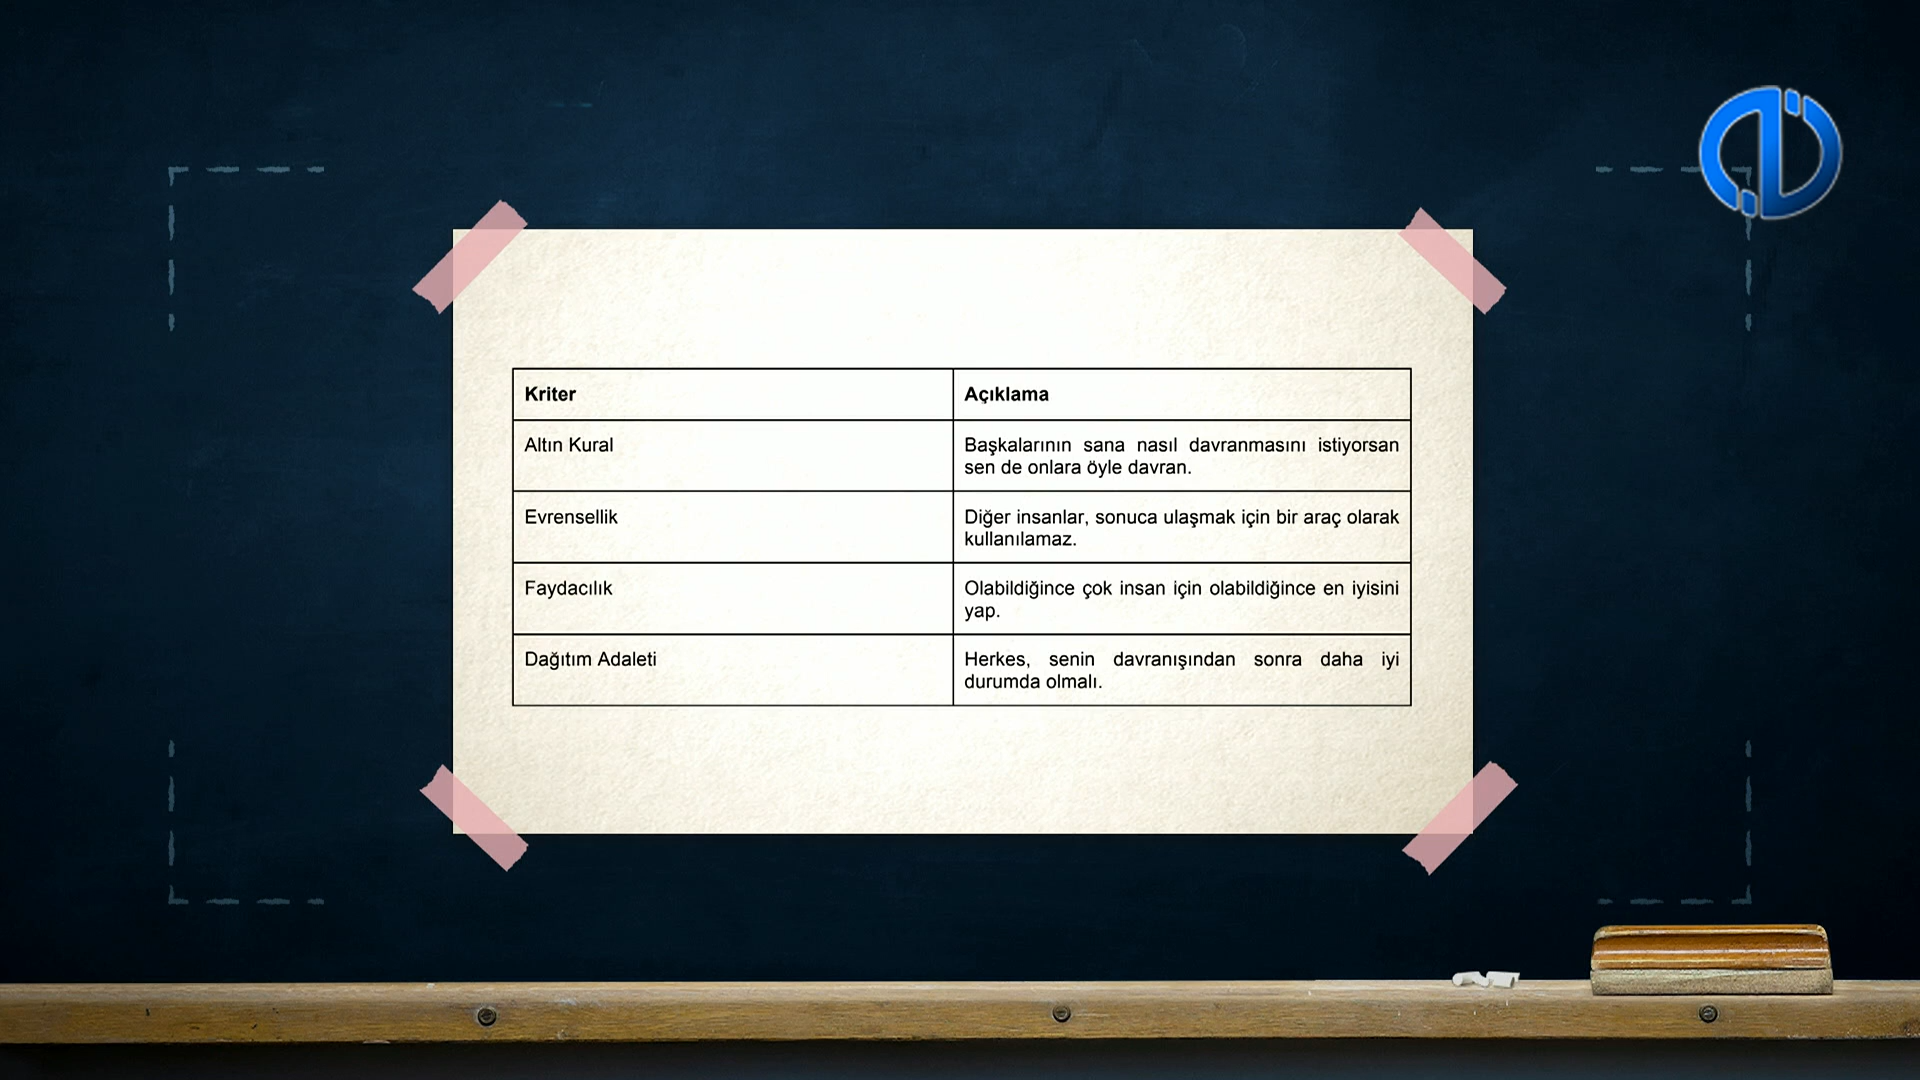 Kriter
Açıklama
Altın Kural
Başkalarının sana nasıl davranmasını istiyorsan
sen de onlara öyle davran.
Evrensellik
Diğer insanlar, sonuca ulaşmak için bir araç olarak
kullanılamaz.
Faydacılık
Olabildiğince çok insan için olabildiğince en iyisini
yap.
Dağıtım Adaleti
Herkes, senin davranışından sonra daha iyi
durumda olmalı.